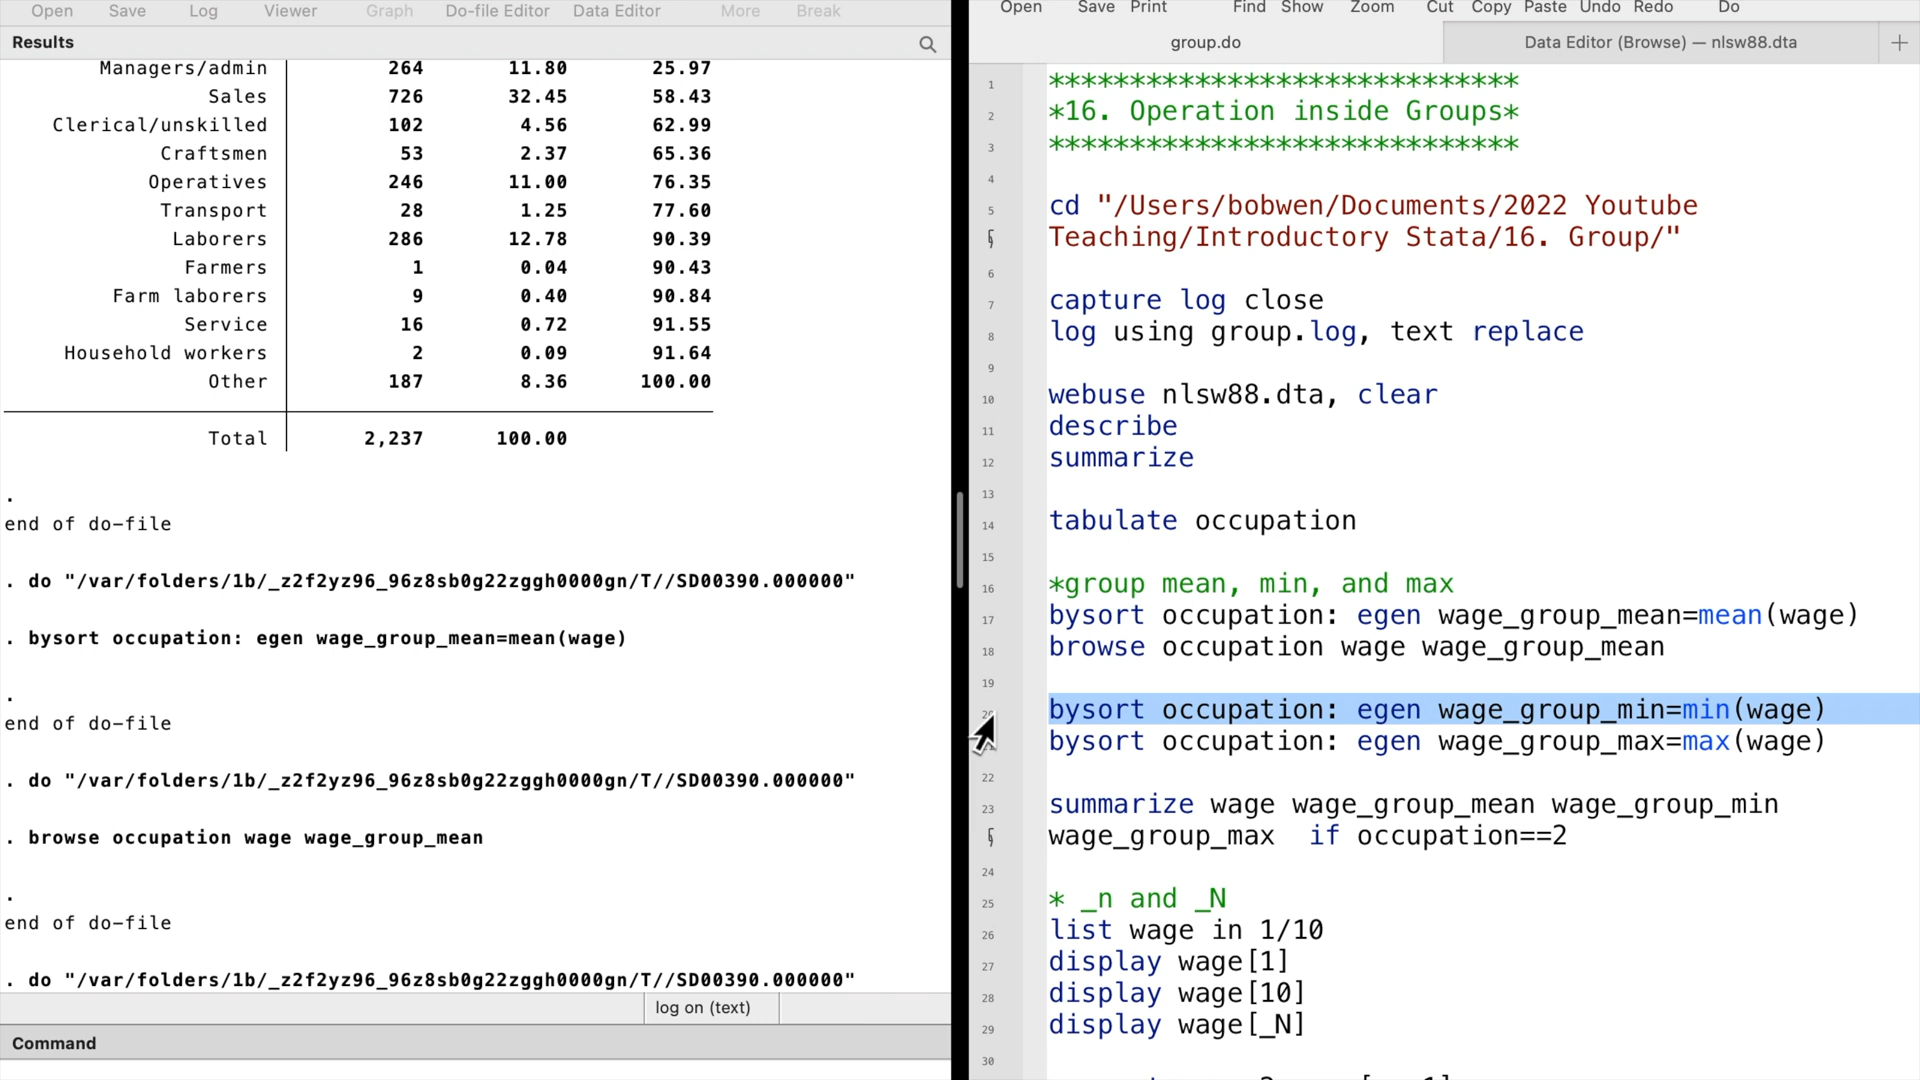 Open Save Log Viewer Graph Do-file Editor Data Editor More Break
Results
Managers/admin 264 11.80 25.97
Sales 726 32.45 58.43
Clerical/unskilled 102 4.56 62.99
Craftsmen 53 2.37 65.36
Operatives 246 11.00 76.35
Transport 28 1.25 77.60
Laborers 286 12.78 90.39
Farmers 1 0.04 90.43
Farm laborers 9 0.40 90.84
Service 16 0.72 91.55
Household workers 2 0.09 91.64
Other 187 8.36 100.00
Total 2,237 100.00
.
end of do-file
. do "/var/folders/1b/_z2f2yz96_96z8sb0g22zggh0000gn/T//SD00390.000000"
. bysort occupation: egen wage_group_mean=mean(wage)
.
end of do-file
. do "/var/folders/1b/_z2f2yz96_96z8sb0g22zggh0000gn/T//SD00390.000000"
. browse occupation wage wage_group_mean
.
end of do-file
. do "/var/folders/1b/_z2f2yz96_96z8sb0g22zggh0000gn/T//SD00390.000000"
log on (text)
Command
Open Save Print Find Show Zoom Cut Copy Paste Undo Redo Do
group.do Data Editor (Browse) — nlsw88.dta
1 *****************************
2 *16. Operation inside Groups*
3 *****************************
4
5 cd "/Users/bobwen/Documents/2022 Youtube
Teaching/Introductory Stata/16. Group/"
6
7 capture log close
8 log using group.log, text replace
9
10 webuse nlsw88.dta, clear
11 describe
12 summarize
13
14 tabulate occupation
15
16 *group mean, min, and max
17 bysort occupation: egen wage_group_mean=mean(wage)
18 browse occupation wage wage_group_mean
19
bysort occupation: egen wage_group_min=min(wage)
bysort occupation: egen wage_group_max=max(wage)
22
23 summarize wage wage_group_mean wage_group_min
wage_group_max if occupation==2
24
25 * _n and _N
26 list wage in 1/10
27 display wage[1]
28 display wage[10]
29 display wage[_N]
30